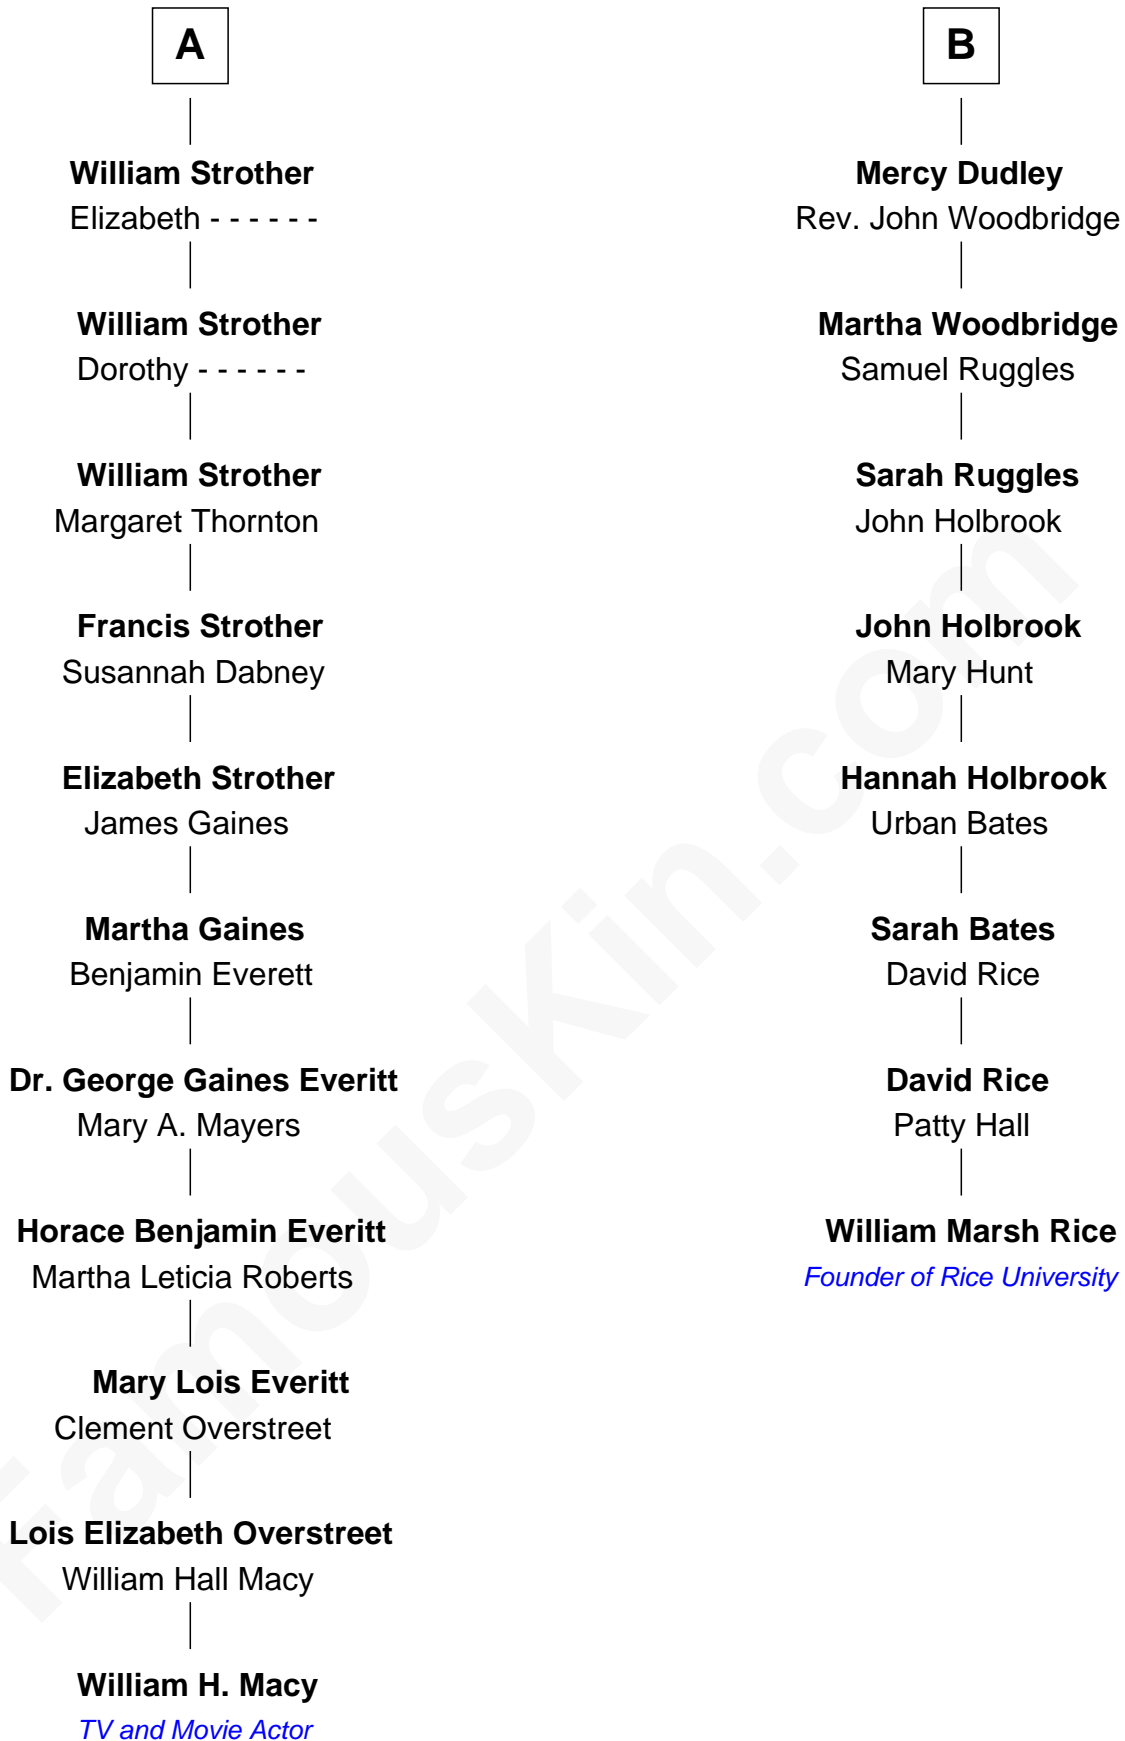 A
William Strother
Elizabeth - - - - - -
William Strother
Dorothy - - - - - -
William Strother
Margaret Thornton
Francis Strother
Susannah Dabney
Elizabeth Strother
James Gaines
Martha Gaines
Benjamin Everett
Dr. George Gaines Everitt
Mary A. Mayers
Horace Benjamin Everitt
Martha Leticia Roberts
Mary Lois Everitt
Clement Overstreet
Lois Elizabeth Overstreet
William Hall Macy
William H. Macy
TV and Movie Actor
B
Mercy Dudley
Rev. John Woodbridge
Martha Woodbridge
Samuel Ruggles
Sarah Ruggles
John Holbrook
John Holbrook
Mary Hunt
Hannah Holbrook
Urban Bates
Sarah Bates
David Rice
David Rice
Patty Hall
William Marsh Rice
Founder of Rice University
FamousKin.com